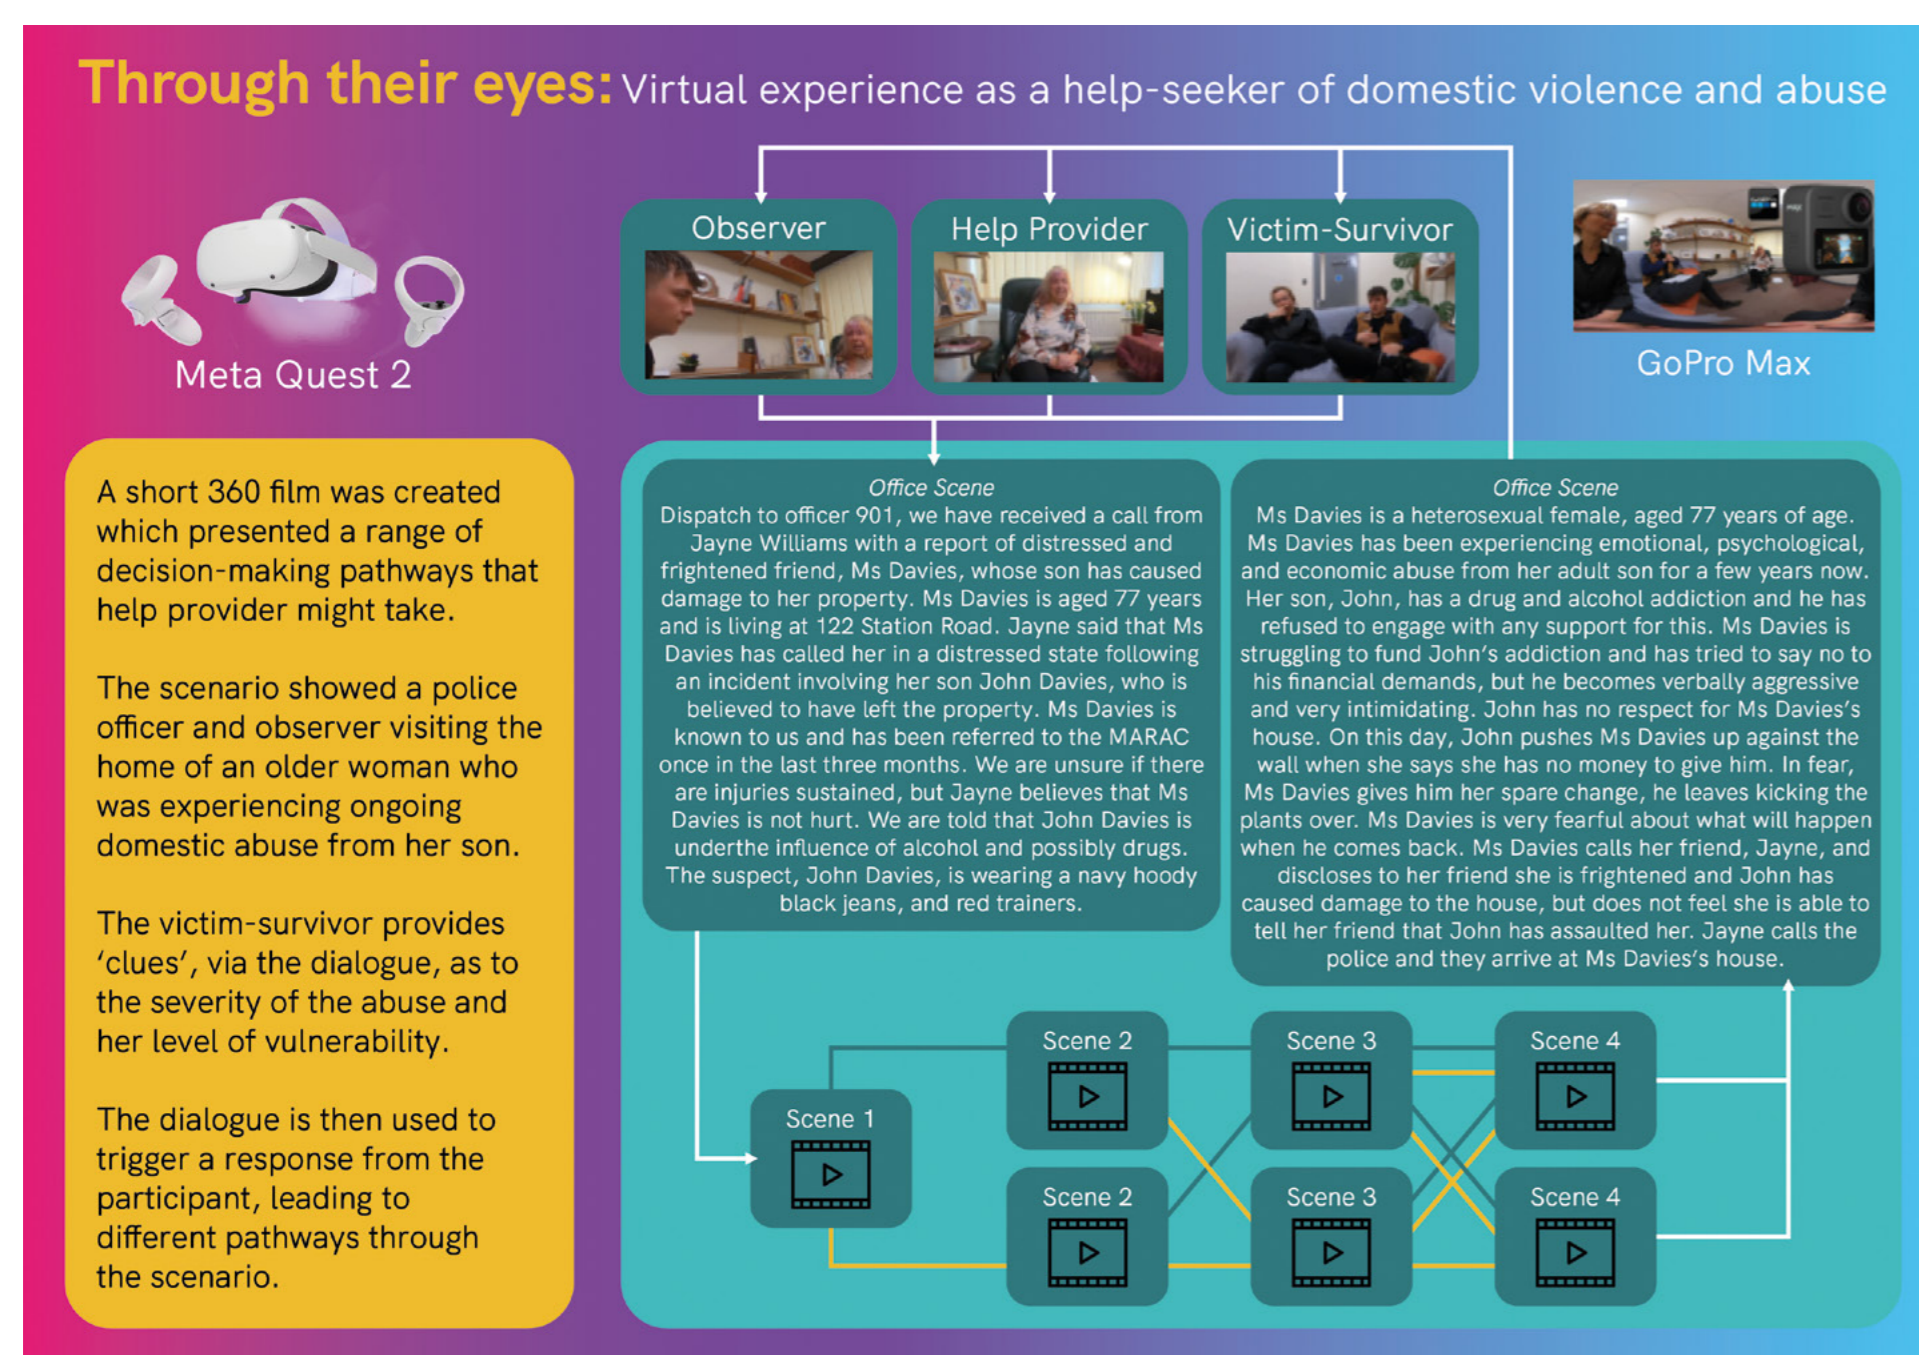 Through their eyes: Virtual experience as a help-seeker of domestic violence and abuse
Meta Quest 2
Observer
Help Provider
Victim-Survivor
GoPro Max
A short 360 film was created
which presented a range of
decision-making pathways that
help provider might take.
The scenario showed a police
officer and observer visiting the
home of an older woman who
was experiencing ongoing
domestic abuse from her son.
The victim-survivor provides
‘clues’, via the dialogue, as to
the severity of the abuse and
her level of vulnerability.
The dialogue is then used to
trigger a response from the
participant, leading to
different pathways through
the scenario.
Office Scene
Dispatch to officer 901, we have received a call from
Jayne Williams with a report of distressed and
frightened friend, Ms Davies, whose son has caused
damage to her property. Ms Davies is aged 77 years
and is living at 122 Station Road. Jayne said that Ms
Davies has called her in a distressed state following
an incident involving her son John Davies, who is
believed to have left the property. Ms Davies is
known to us and has been referred to the MARAC
once in the last three months. We are unsure if there
are injuries sustained, but Jayne believes that Ms
Davies is not hurt. We are told that John Davies is
underthe influence of alcohol and possibly drugs.
The suspect, John Davies, is wearing a navy hoody
black jeans, and red trainers.
Office Scene
Ms Davies is a heterosexual female, aged 77 years of age.
Ms Davies has been experiencing emotional, psychological,
and economic abuse from her adult son for a few years now.
Her son, John, has a drug and alcohol addiction and he has
refused to engage with any support for this. Ms Davies is
struggling to fund John’s addiction and has tried to say no to
his financial demands, but he becomes verbally aggressive
and very intimidating. John has no respect for Ms Davies’s
house. On this day, John pushes Ms Davies up against the
wall when she says she has no money to give him. In fear,
Ms Davies gives him her spare change, he leaves kicking the
plants over. Ms Davies is very fearful about what will happen
when he comes back. Ms Davies calls her friend, Jayne, and
discloses to her friend she is frightened and John has
caused damage to the house, but does not feel she is able to
tell her friend that John has assaulted her. Jayne calls the
police and they arrive at Ms Davies’s house.
Scene 1
Scene 2
Scene 3
Scene 4
Scene 2
Scene 3
Scene 4